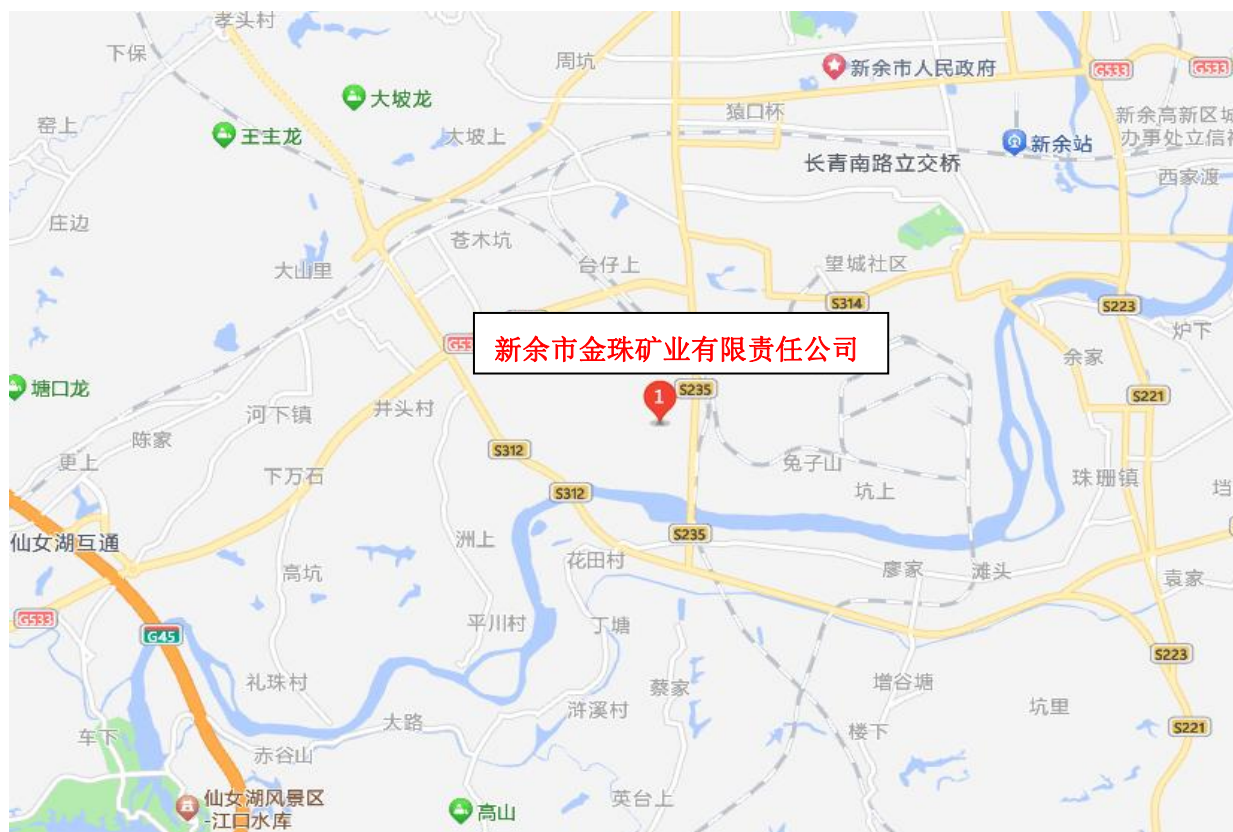 孝头村
下保
周坑
新余市人民政府
G533
G533
大坡龙
猿口杯
新余高新区城
窑上
王主龙
大坡上
新余站
办事处立信祥
长青南路立交桥
西家渡
庄边
苍木坑
大山里
台仔上
望城社区
S314
S223
炉下
新余市金珠矿业有限责任公司
余家
塘口龙
1
S235
S221
河下镇
井头村
陈家
更上
S312
兔子山
下万石
珠珊镇
S312
坑上
垱
仙女湖互通
洲上
S235
花田村
高坑
廖家
滩头
袁家
G533
G45
平川村
丁塘
S223
礼珠村
蔡家
增谷塘
大路
浒溪村
坑里
车下
楼下
S221
赤谷山
仙女湖风景区
-江口水库
英台上
高山